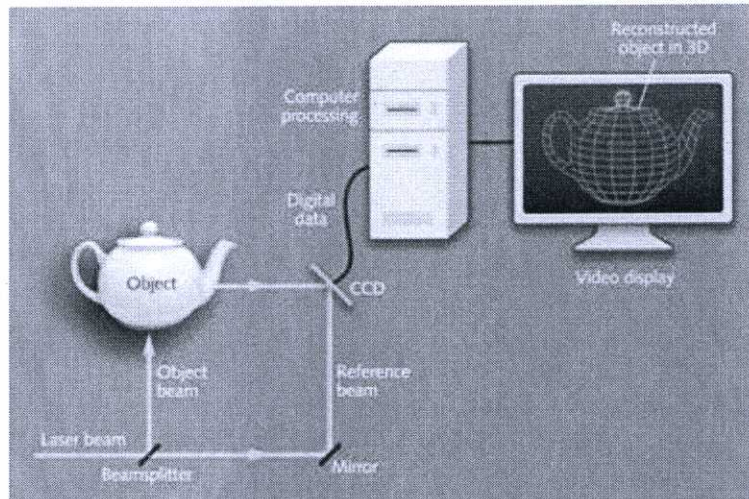 Reconstructed
object in 3D
Computer
processing
Digital
data
Object
CCD
Video display
Object
beam
Reference
beam
Laser beam
Beamsplitter
Mirror